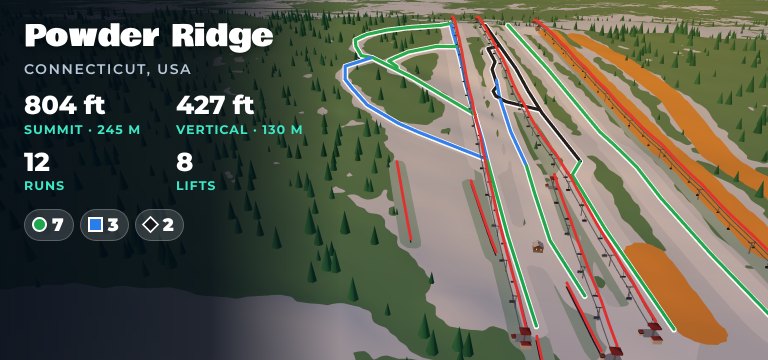 Powder Ridge
CONNECTICUT, USA
804 ft
SUMMIT · 245 M
427 ft
VERTICAL · 130 M
12
RUNS
8
LIFTS
7
3
2